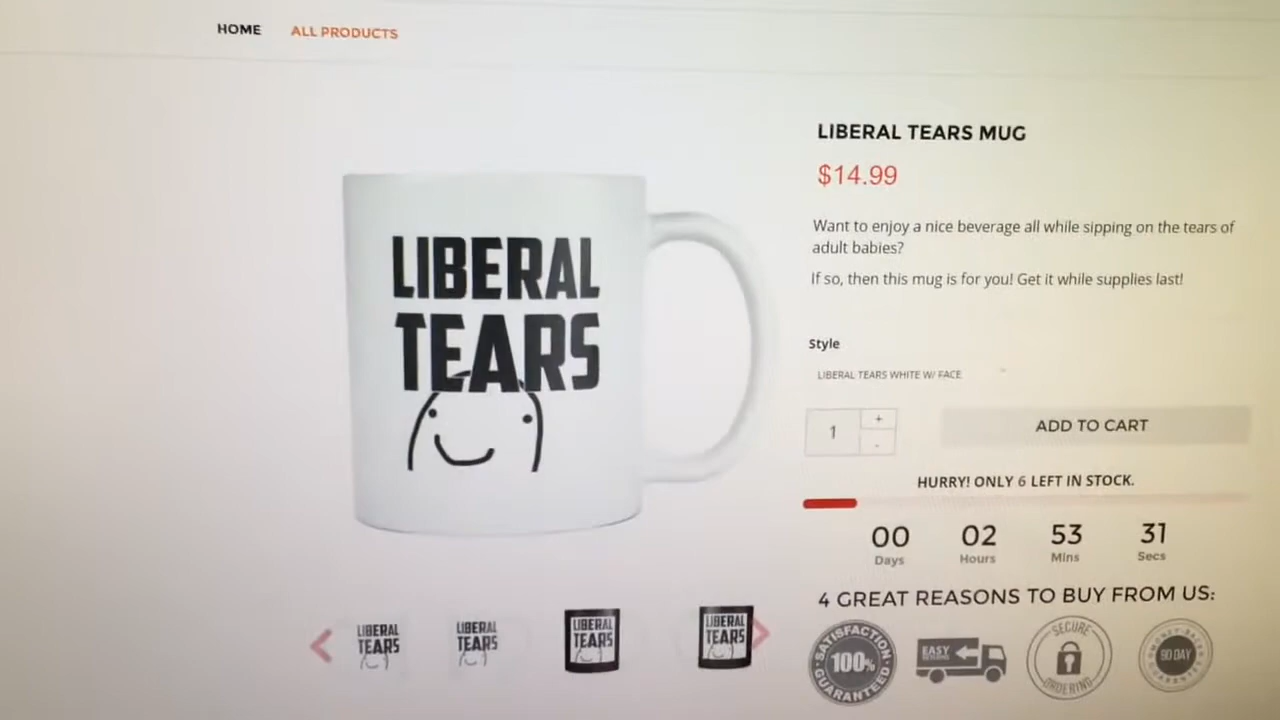 HOME ALL PRODUCTS
LIBERAL
TEARS
LIBERAL TEARS MUG
$14.99
Want to enjoy a nice beverage all while sipping on the tears of
adult babies?
If so, then this mug is for you! Get it while supplies last!
Style
LIBERAL TEARS WHITE W/ FACE
1 + -
ADD TO CART
HURRY! ONLY 6 LEFT IN STOCK.
00 02 53 31
Days Hours Mins Secs
4 GREAT REASONS TO BUY FROM US:
LIBERAL
TEARS
LIBERAL
TEARS
LIBERAL
TEARS
LIBERAL
TEARS
SATISFACTION
100%
GUARANTEED
EASY
SECURE
ORDERING
90 DAY